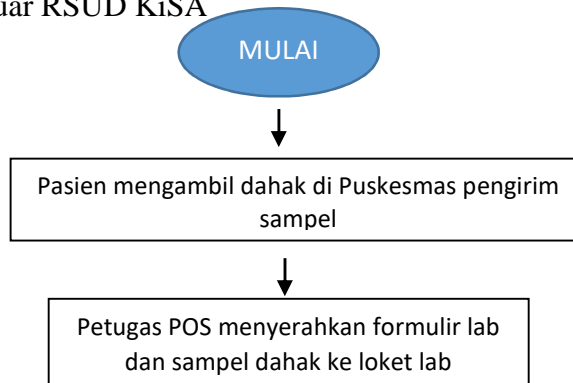 uar RSUD KiSA
MULAI
Pasien mengambil dahak di Puskesmas pengirim
sampel
Petugas POS menyerahkan formulir lab
dan sampel dahak ke loket lab